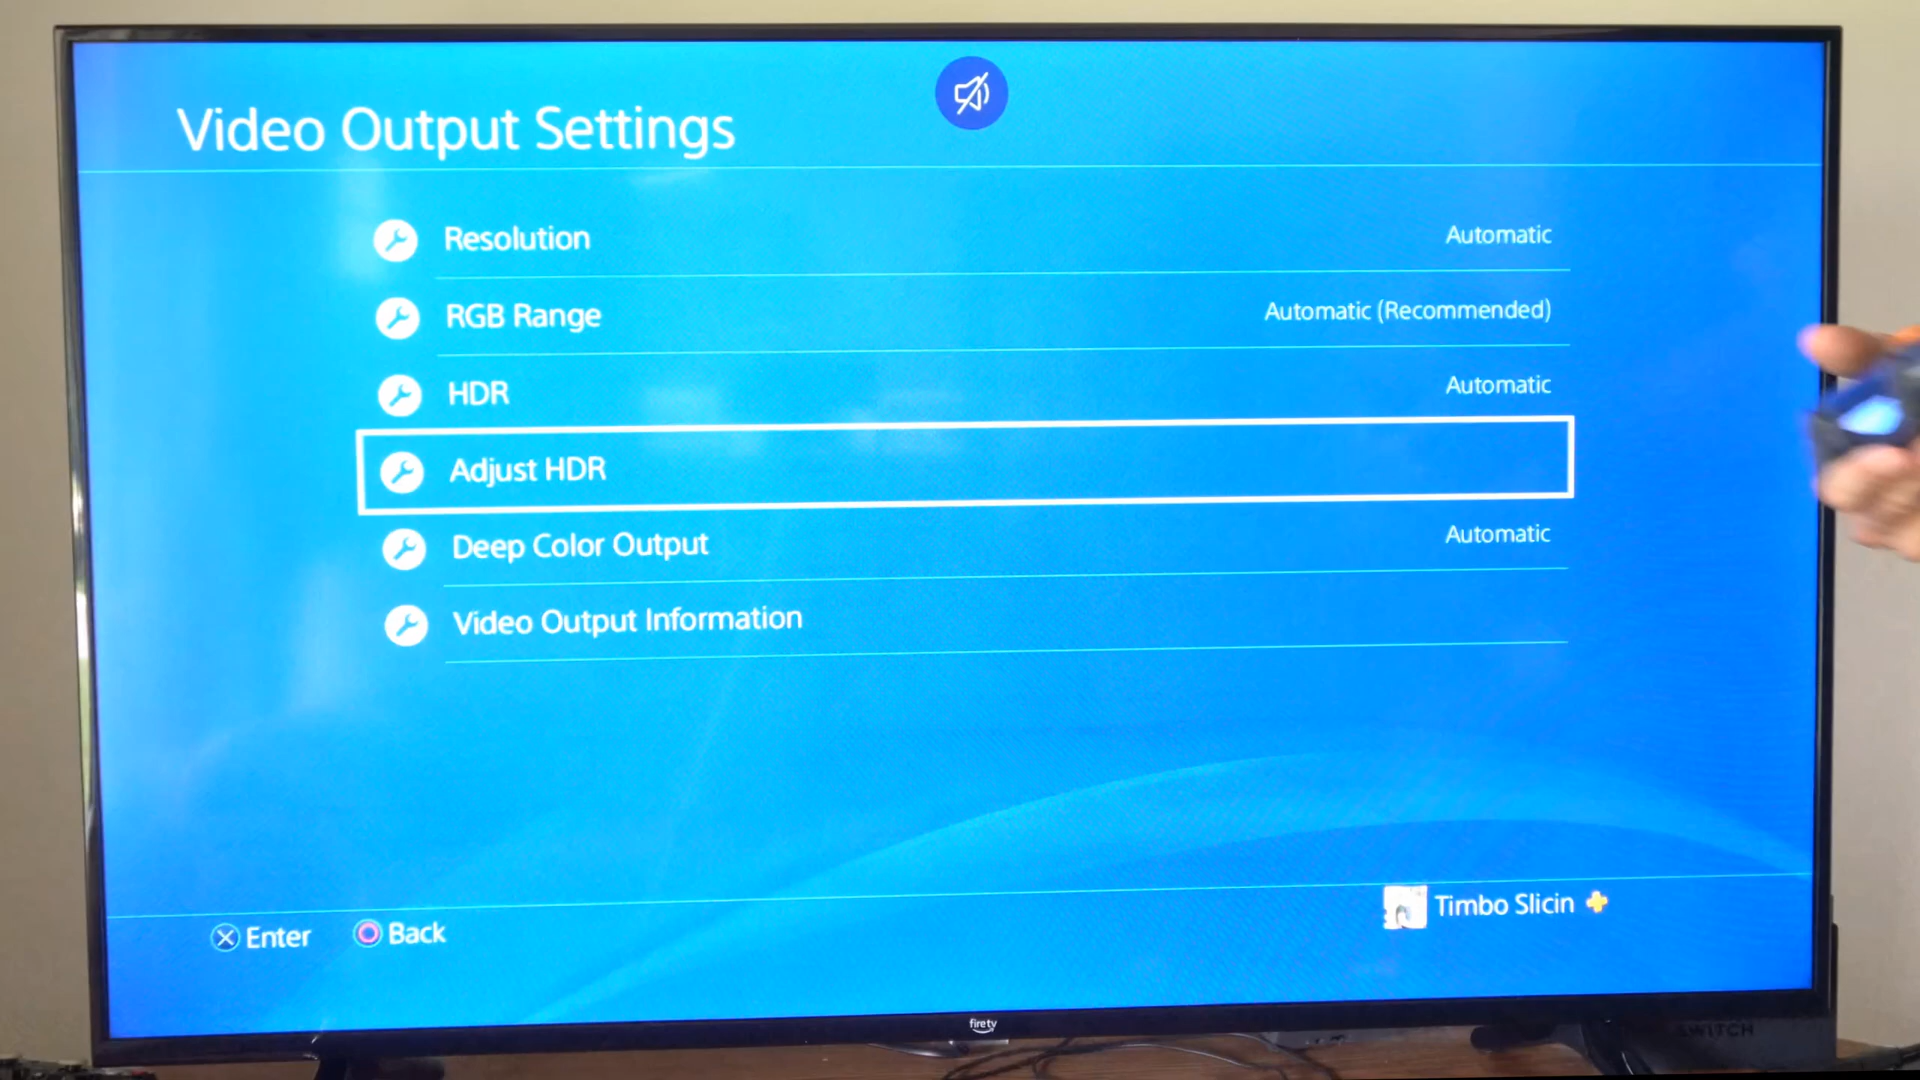 Video Output Settings
Resolution Automatic
RGB Range Automatic (Recommended)
HDR Automatic
Adjust HDR
Deep Color Output Automatic
Video Output Information
Timbo Slicin
Enter Back
firetv
SWITCH